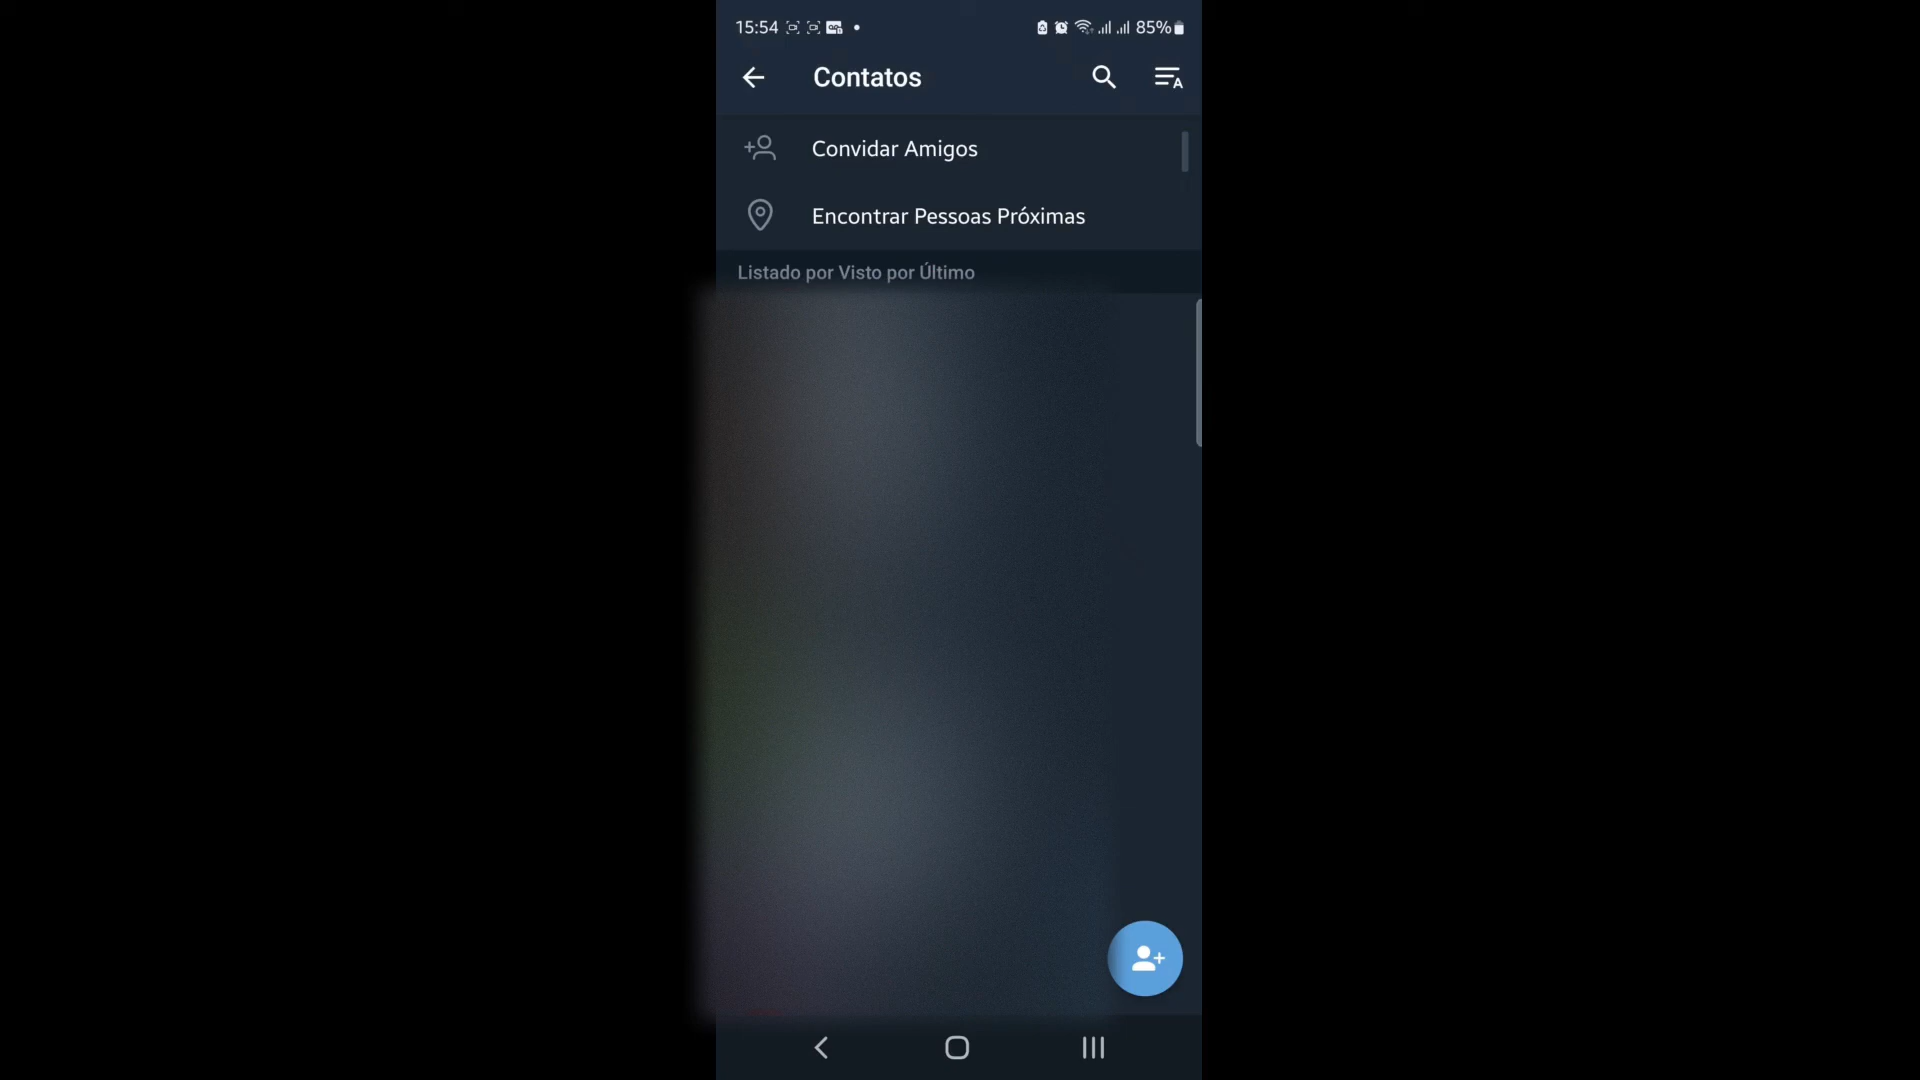 15:54 85%
Contatos
Convidar Amigos
Encontrar Pessoas Próximas
Listado por Visto por Último